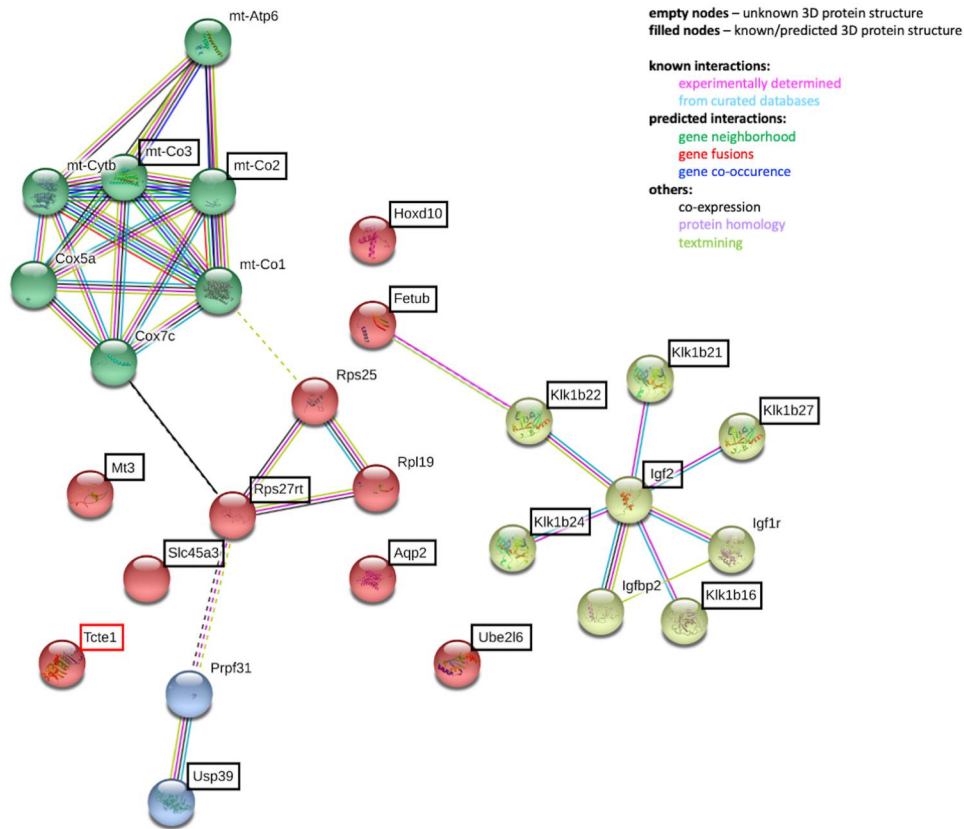 mt-Atp6
empty nodes – unknown 3D protein structure
filled nodes – known/predicted 3D protein structure
known interactions:
experimentally determined
from curated databases
predicted interactions:
gene neighborhood
gene fusions
gene co-occurence
others:
co-expression
protein homology
textmining
mt-Cytb
mt-Co3
mt-Co2
Hoxd10
Cox5a
mt-Co1
Fetub
Cox7c
Klk1b21
Rps25
Klk1b22
Klk1b27
Mt3
Rpl19
Rps27rt
Igf2
Klk1b24
Igf1r
Slc45a3
Aqp2
Igfbp2
Klk1b16
Tcte1
Ube2l6
Prpf31
Usp39